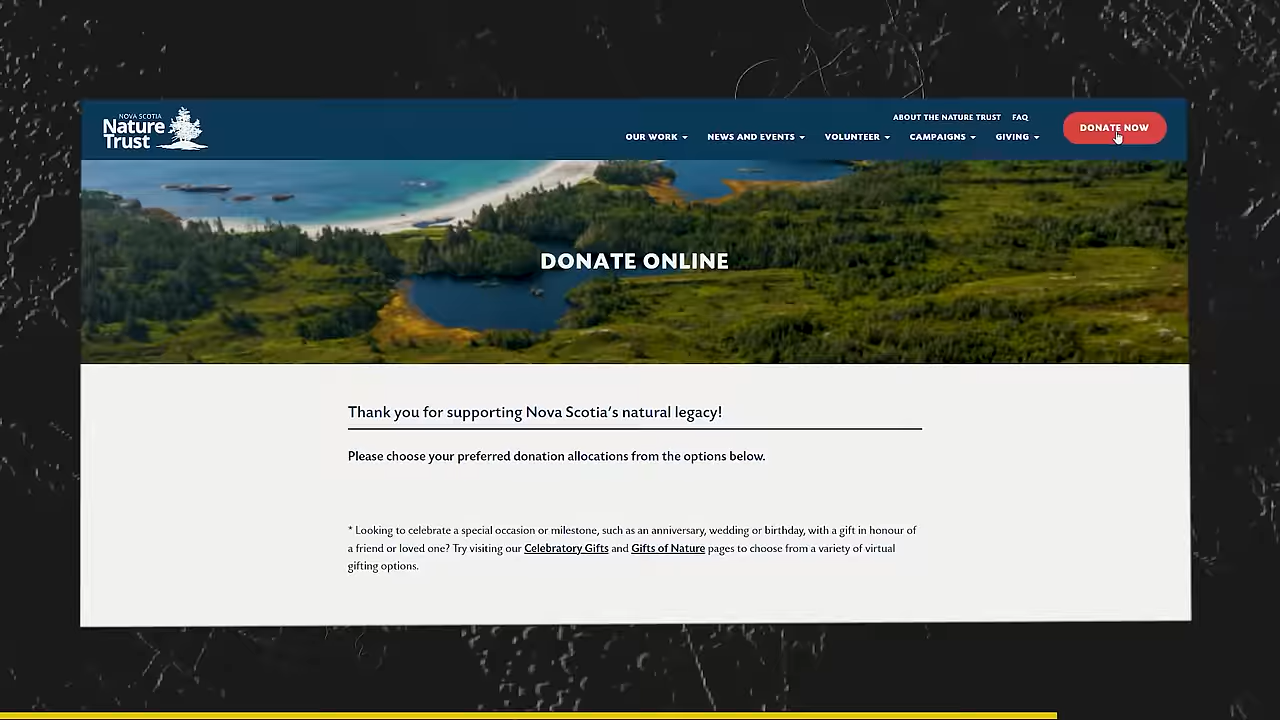 NOVA SCOTIA
Nature
Trust
ABOUT THE NATURE TRUST FAQ
OUR WORK NEWS AND EVENTS VOLUNTEER CAMPAIGNS GIVING
DONATE NOW
DONATE ONLINE
Thank you for supporting Nova Scotia's natural legacy!
Please choose your preferred donation allocations from the options below.
* Looking to celebrate a special occasion or milestone, such as an anniversary, wedding or birthday, with a gift in honour of
a friend or loved one? Try visiting our Celebratory Gifts and Gifts of Nature pages to choose from a variety of virtual
gifting options.